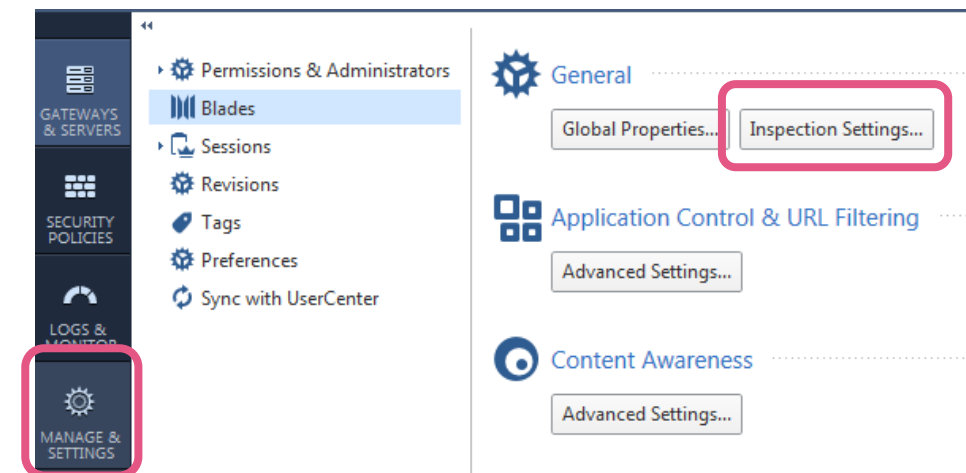 GATEWAYS
& SERVERS
SECURITY
POLICIES
LOGS &
MONITOR
MANAGE &
SETTINGS
Permissions & Administrators
Blades
Sessions
Revisions
Tags
Preferences
Sync with UserCenter
General
Global Properties...
Inspection Settings...
Application Control & URL Filtering
Advanced Settings...
Content Awareness
Advanced Settings...